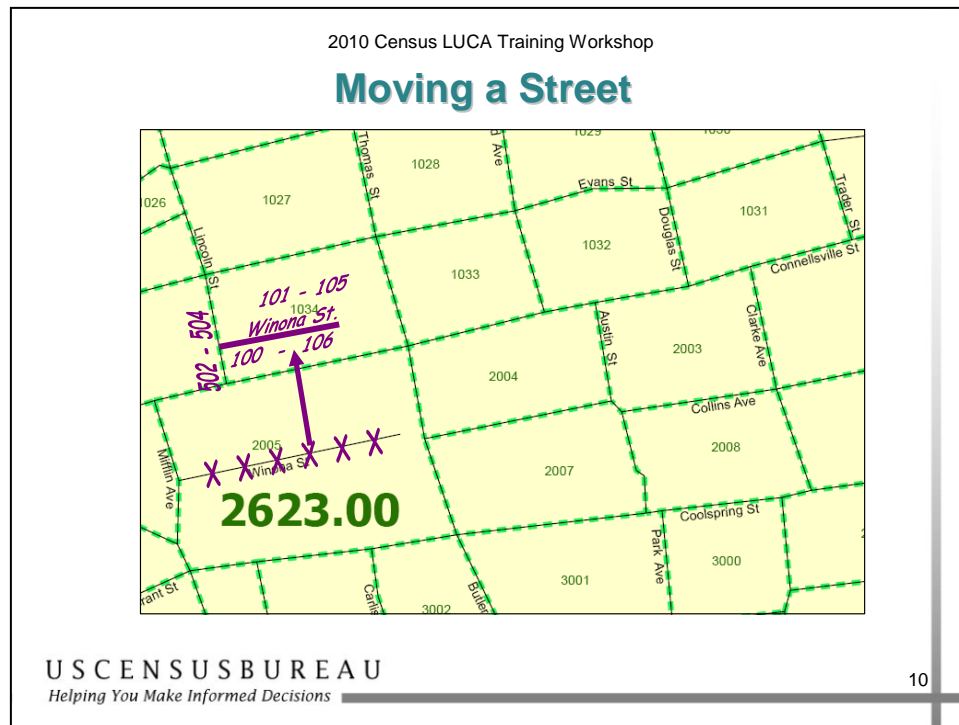 2010 Census LUCA Training Workshop
Moving a Street
1029
1026
1027
Thomas St
1028
Ave
Evans St
Douglas St
1031
Trader St
Lincoln St
1032
Connellsville St
1033
101 - 105
1034
Winona St.
100 - 106
502 - 504
Austin St
2003
Clarke Ave
2004
Collins Ave
2005
Winona St
Mifflin Ave
2008
2007
2623.00
Coolspring St
Park Ave
3000
3001
rant St
Carlis
3002
Butler
USCENSUSBUREAU
Helping You Make Informed Decisions
10